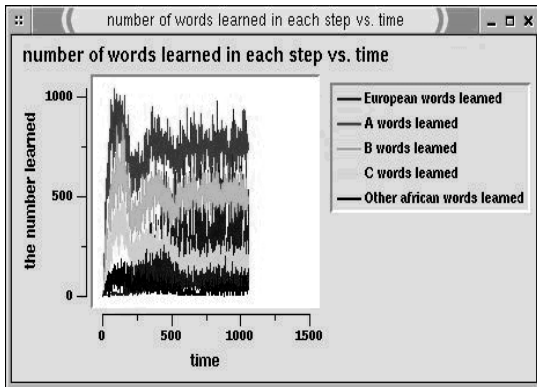 number of words learned in each step vs. time
number of words learned in each step vs. time
the number learned
1000
500
0
0 500 1000 1500
time
European words learned
A words learned
B words learned
C words learned
Other african words learned